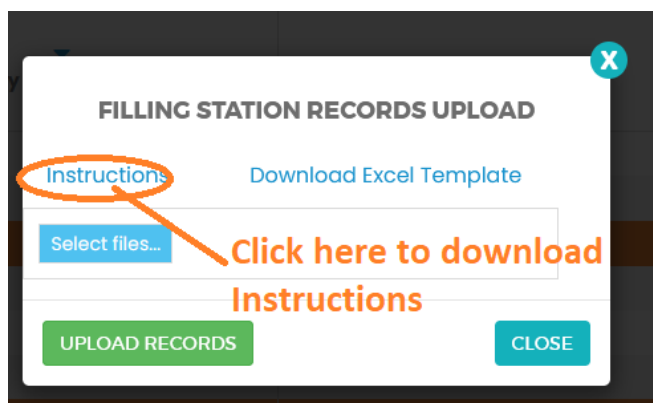 y
X
FILLING STATION RECORDS UPLOAD
Instructions Download Excel Template
Select files...
Click here to download
Instructions
UPLOAD RECORDS CLOSE